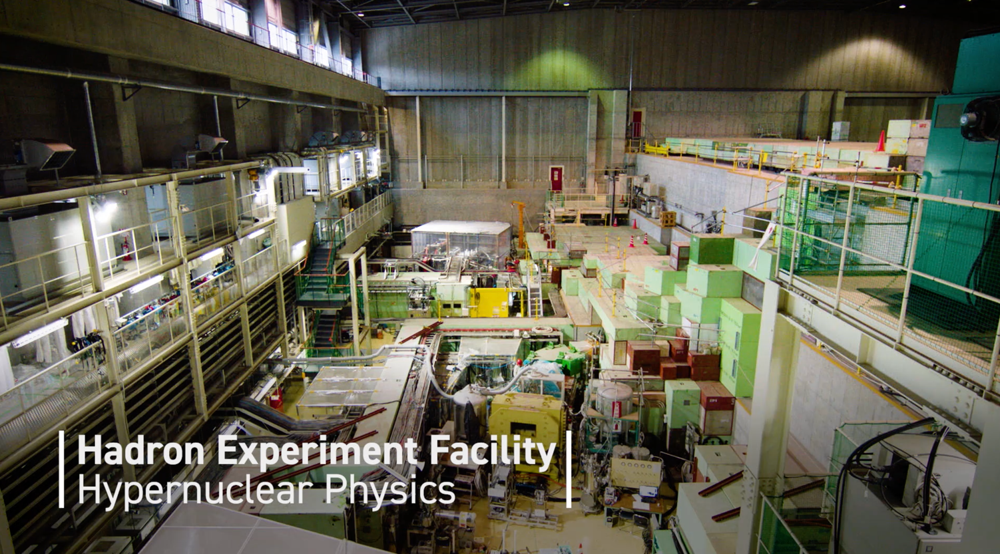 Hadron Experiment Facility
Hypernuclear Physics